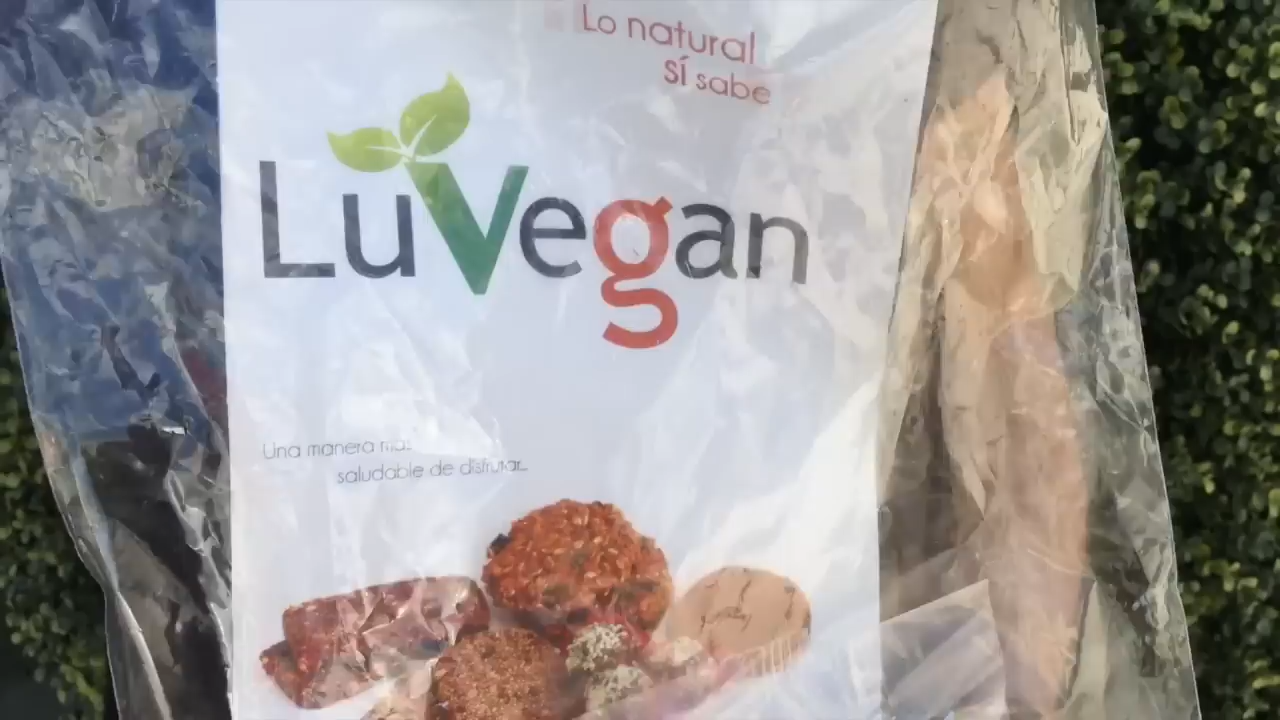 Lo natural
sí sabe
LuVegan
Una manera
saludable de disfrutar...